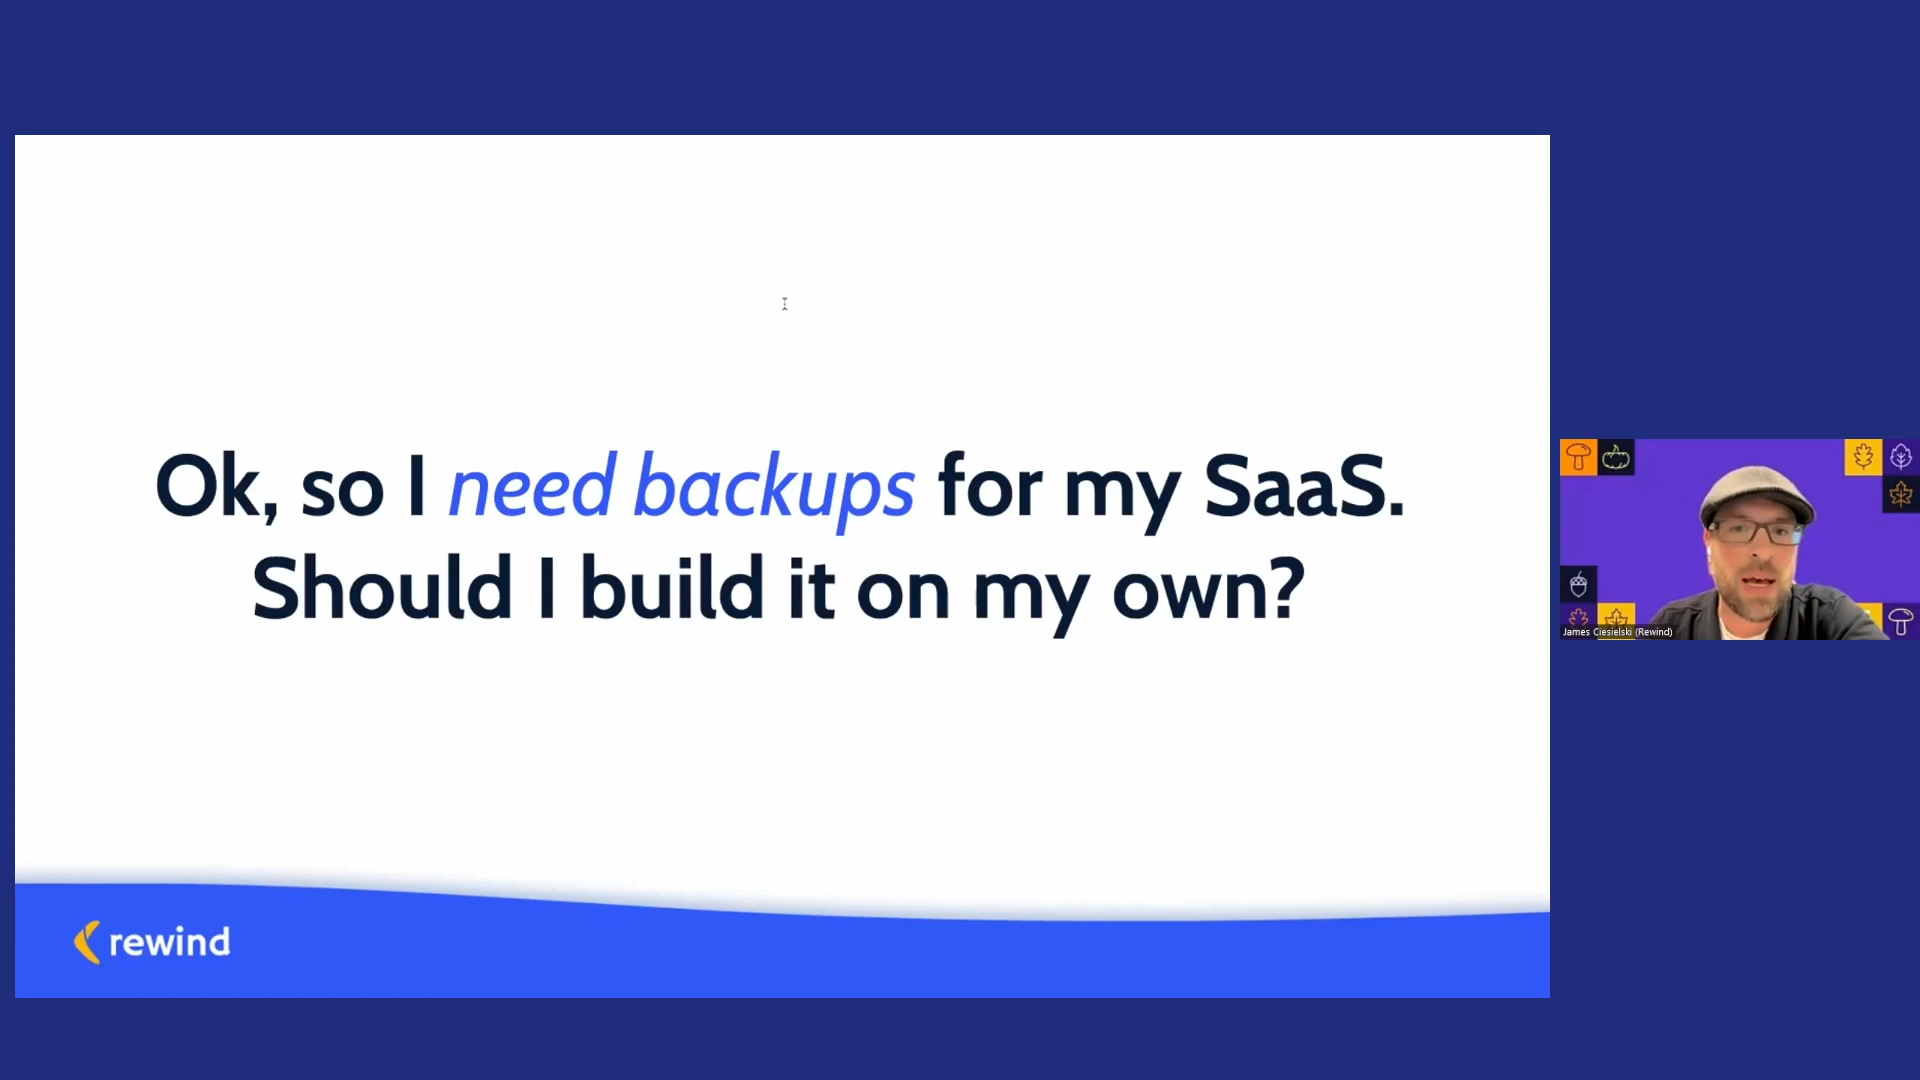 Ok, so I need backups for my SaaS.
Should I build it on my own?
rewind
James Ciesielski (Rewind)